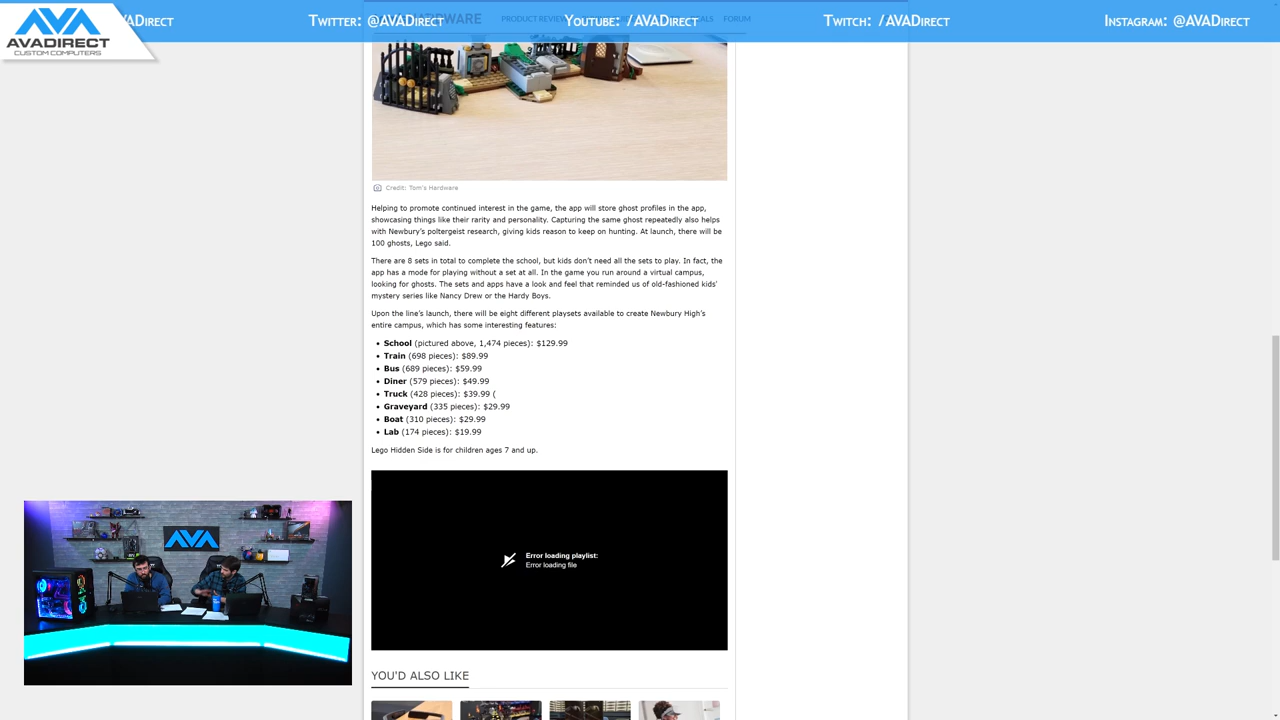 AVADIRECT
CUSTOM COMPUTERS
VADirect
Twitter: @AVADirect
Youtube: /AVADirect
Twitch: /AVADirect
Instagram: @AVADirect
FORUM
Credit: Tom's Hardware
Helping to promote continued interest in the game, the app will store ghost profiles in the app,
showcasing things like their rarity and personality. Capturing the same ghost repeatedly also helps
with Newbury's poltergeist research, giving kids reason to keep on hunting. At launch, there will be
100 ghosts, Lego said.
There are 8 sets in total to complete the school, but kids don't need all the sets to play. In fact, the
app has a mode for playing without a set at all. In the game you run around a virtual campus,
looking for ghosts. The sets and apps have a look and feel that reminded us of old-fashioned kids'
mystery series like Nancy Drew or the Hardy Boys.
Upon the line's launch, there will be eight different playsets available to create Newbury High's
entire campus, which has some interesting features:
• School (pictured above, 1,474 pieces): $129.99
• Train (698 pieces): $89.99
• Bus (689 pieces): $59.99
• Diner (579 pieces): $49.99
• Truck (428 pieces): $39.99 (
• Graveyard (335 pieces): $29.99
• Boat (310 pieces): $29.99
• Lab (174 pieces): $19.99
Lego Hidden Side is for children ages 7 and up.
Error loading playlist:
Error loading file
YOU'D ALSO LIKE